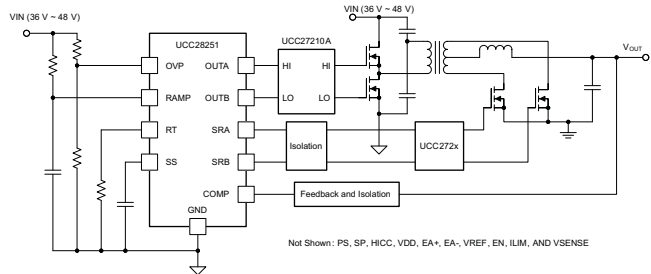 VIN (36 V ~ 48 V)
VIN (36 V ~ 48 V)
UCC28251
UCC27210A
VOUT
OVP
OUTA
HI
HI
RAMP
OUTB
LO
LO
RT
SRA
Isolation
UCC272x
SS
SRB
COMP
Feedback and Isolation
GND
Not Shown: PS, SP, HICC, VDD, EA+, EA-, VREF, EN, ILIM, AND VSENSE